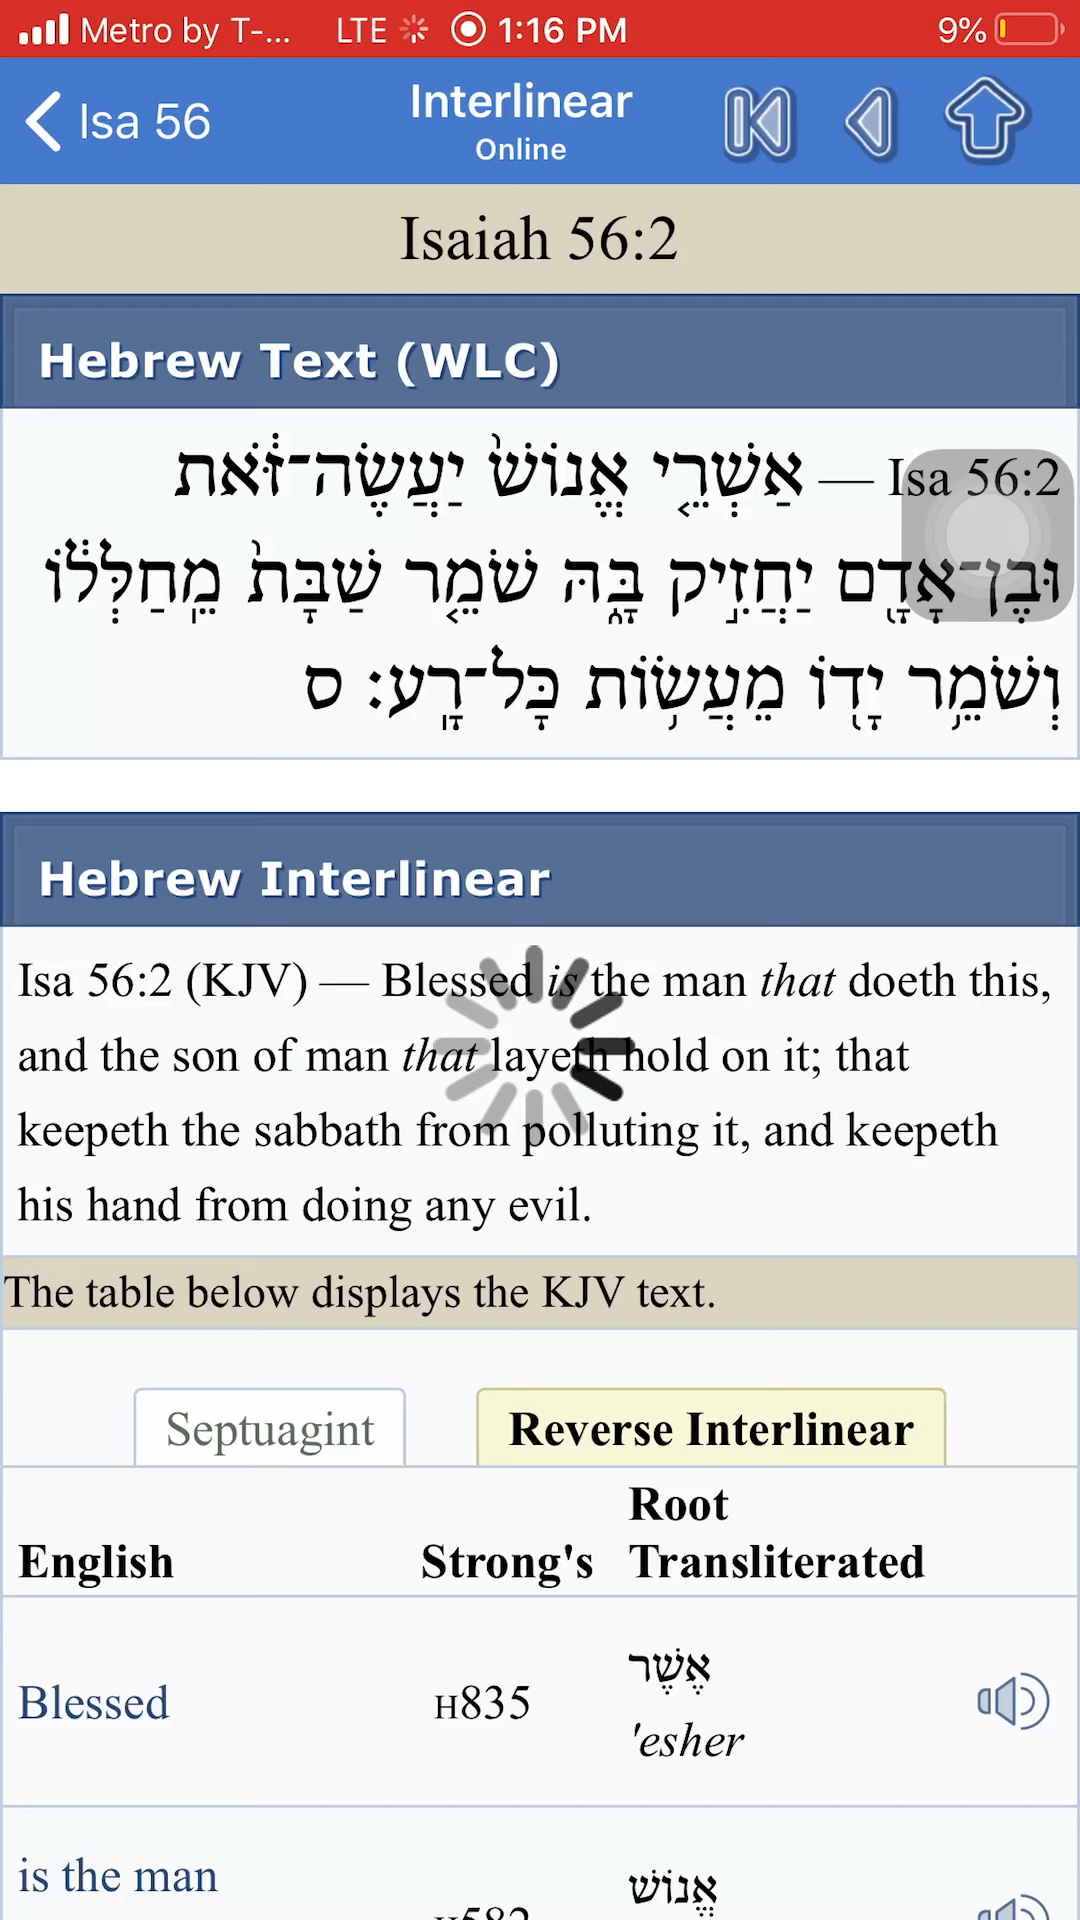 Metro by T-... LTE 1:16 PM 9%
Isa 56 Interlinear
Online
Isaiah 56:2
Hebrew Text (WLC)
Isa 56:2 — אַשְׁרֵ֤י אֱנוֹשׁ֙ יַעֲשֶׂה־זֹּ֔את
וּבֶן־אָדָ֖ם יַחֲזִ֣יק בָּ֑הּ שֹׁמֵ֤ר שַׁבָּת֙ מֵֽחַלְּל֔וֹ
וְשֹׁמֵ֥ר יָד֖וֹ מֵעֲשׂ֥וֹת כָּל־רָֽע׃ ס
Hebrew Interlinear
Isa 56:2 (KJV) — Blessed is the man that doeth this,
and the son of man that layeth hold on it; that
keepeth the sabbath from polluting it, and keepeth
his hand from doing any evil.
The table below displays the KJV text.
Septuagint Reverse Interlinear
English Strong's Root Transliterated
Blessed H835 אֶשֶׁר
'esher
is the man אֱנוֹשׁ
H582